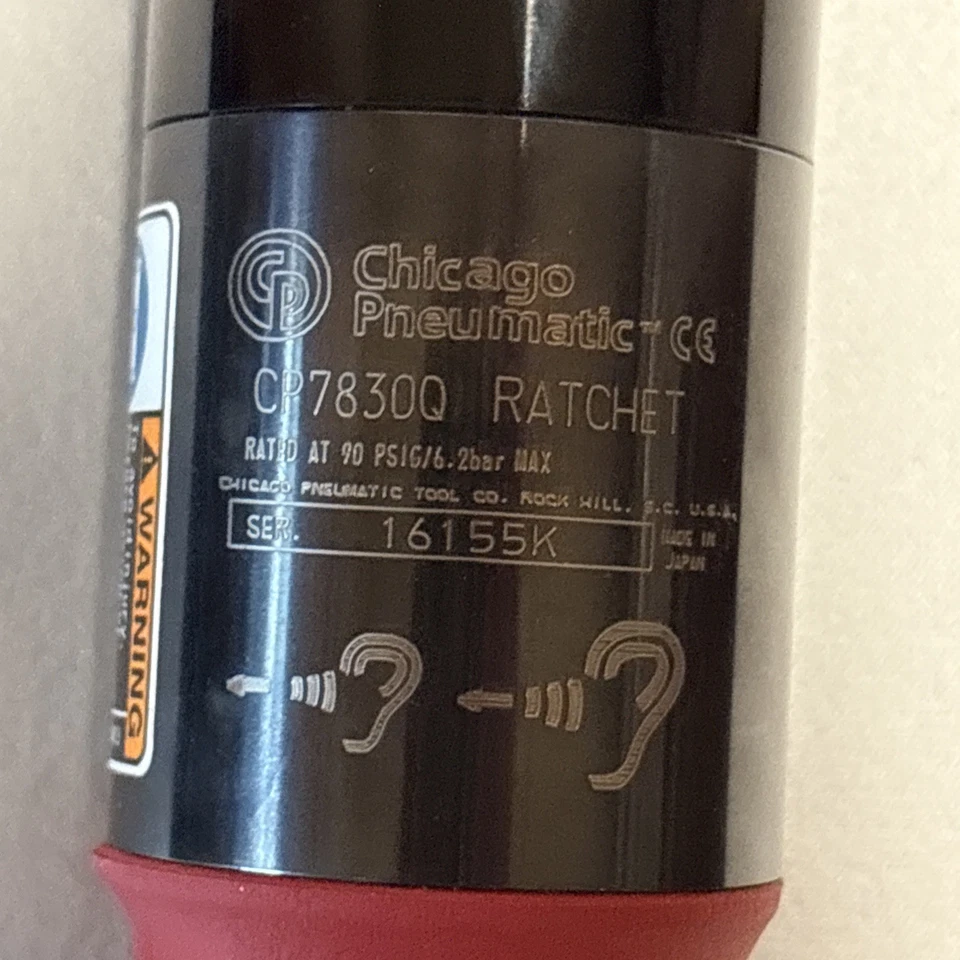 CP
Chicago
Pneumatic™ CE
CP7830Q RATCHET
RATED AT 90 PSIG/6.2bar MAX
CHICAGO PNEUMATIC TOOL CO. ROCK HILL. S.C. U.S.A.
SER. 16155K
MADE IN
JAPAN
WARNING